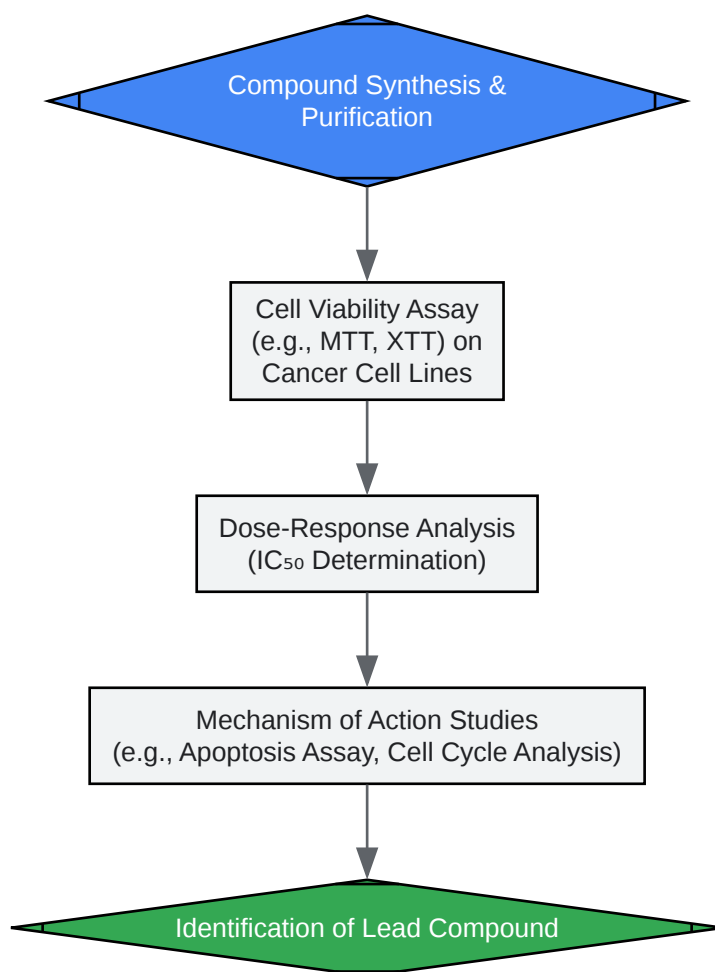 Compound Synthesis &
Purification
Cell Viability Assay
(e.g., MTT, XTT) on
Cancer Cell Lines
Dose-Response Analysis
(IC₅₀ Determination)
Mechanism of Action Studies
(e.g., Apoptosis Assay, Cell Cycle Analysis)
Identification of Lead Compound